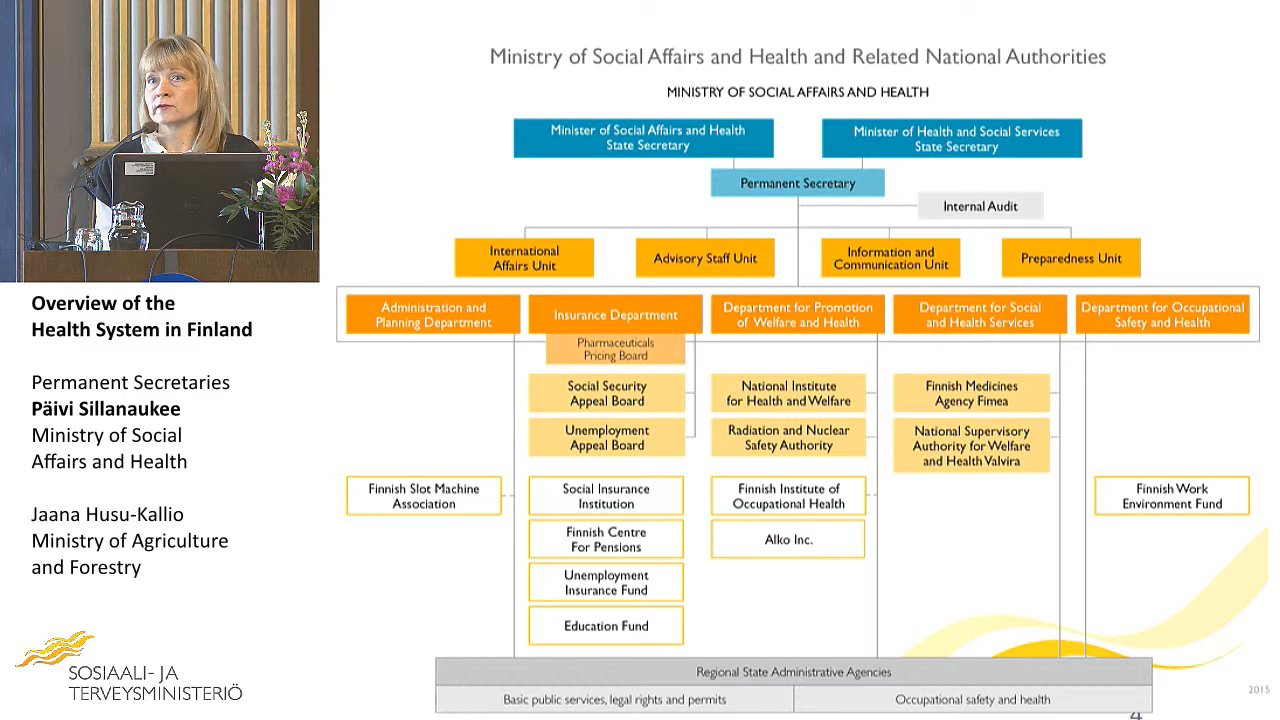 Ministry of Social Affairs and Health and Related National Authorities
MINISTRY OF SOCIAL AFFAIRS AND HEALTH
Minister of Social Affairs and Health
State Secretary
Minister of Health and Social Services
State Secretary
Permanent Secretary
Internal Audit
International
Affairs Unit
Advisory Staff Unit
Information and
Communication Unit
Preparedness Unit
Administration and
Planning Department
Insurance Department
Department for Promotion
of Welfare and Health
Department for Social
and Health Services
Department for Occupational
Safety and Health
Pharmaceuticals
Pricing Board
Social Security
Appeal Board
National Institute
for Health and Welfare
Finnish Medicines
Agency Fimea
Unemployment
Appeal Board
Radiation and Nuclear
Safety Authority
National Supervisory
Authority for Welfare
and Health Valvira
Finnish Slot Machine
Association
Social Insurance
Institution
Finnish Institute of
Occupational Health
Finnish Work
Environment Fund
Finnish Centre
For Pensions
Alko Inc.
Unemployment
Insurance Fund
Education Fund
Regional State Administrative Agencies
Basic public services, legal rights and permits
Occupational safety and health
2015
4
Overview of the
Health System in Finland
Permanent Secretaries
Päivi Sillanaukee
Ministry of Social
Affairs and Health
Jaana Husu-Kallio
Ministry of Agriculture
and Forestry
SOSIAALI- JA
TERVEYSMINISTERIÖ